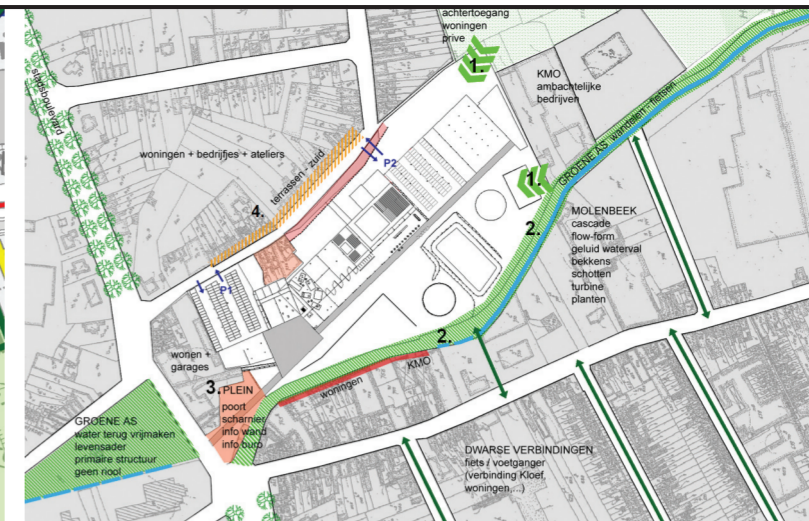 achtertoegang
woningen
prive
1.
KMO
ambachtelijke
bedrijven
stadsboulevard
woningen + bedrijfjes + ateliers
terrassen - zuid
4.
P2
1.
GROENE AS wandelen - fietsen
2.
MOLENBEEK
cascade
flow-form
geluid waterval
bekkens
schotten
turbine
planten
P1
wonen +
garages
2.
KMO
woningen
3. PLEIN
poort
scharnier
info wand
info buro
GROENE AS
water terug vrijmaken
levensader
primaire structuur
geen riool
DWARSE VERBINDINGEN
fiets / voetganger
(verbinding Kloef,
woningen,...)